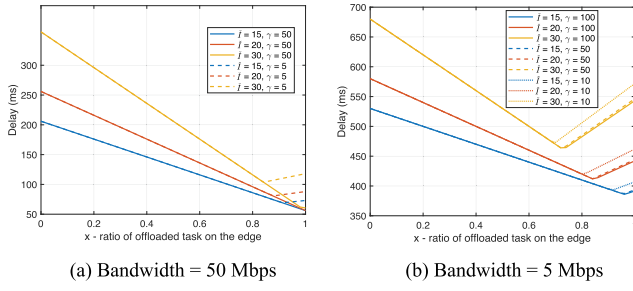 Delay (ms)
300
250
200
150
100
50
0
0.2
0.4
0.6
0.8
1
x - ratio of offloaded task on the edge
Ī = 15, γ = 50
Ī = 20, γ = 50
Ī = 30, γ = 50
Ī = 15, γ = 5
Ī = 20, γ = 5
Ī = 30, γ = 5
(a) Bandwidth = 50 Mbps
Delay (ms)
700
650
600
550
500
450
400
350
0
0.2
0.4
0.6
0.8
1
x - ratio of offloaded task on the edge
Ī = 15, γ = 100
Ī = 20, γ = 100
Ī = 30, γ = 100
Ī = 15, γ = 50
Ī = 20, γ = 50
Ī = 30, γ = 50
Ī = 15, γ = 10
Ī = 20, γ = 10
Ī = 30, γ = 10
(b) Bandwidth = 5 Mbps